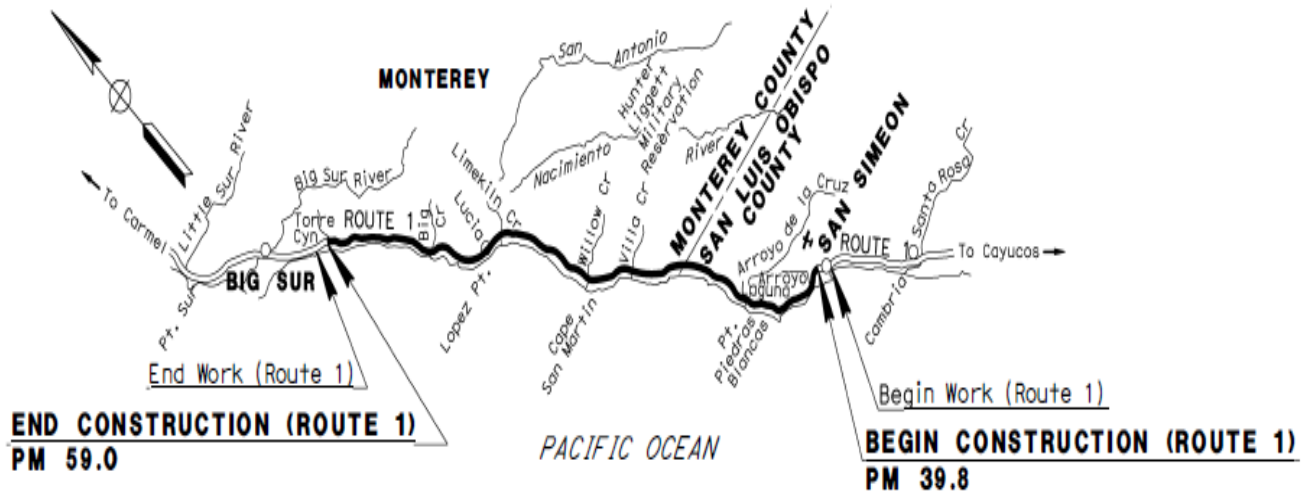 San
Antonio
MONTEREY
Hunter
Liggett
Military
Reservation
Nacimiento
River
MONTEREY COUNTY
SAN LUIS OBISPO
COUNTY
SAN SIMEON
Santa Rosa Cr
To Carmel
Little Sur River
Big Sur River
Torre
Cyn
ROUTE 1
Big
Cr
Lucia
Limekiln Cr
Willow Cr
Villa Cr
Arroyo de la Cruz
Arroyo
Laguna
ROUTE 1
To Cayucos
Pt. Sur
BIG SUR
Lopez Pt.
Cape
San Martin
Pt.
Piedras
Blancas
Cambria
End Work (Route 1)
END CONSTRUCTION (ROUTE 1)
PM 59.0
PACIFIC OCEAN
Begin Work (Route 1)
BEGIN CONSTRUCTION (ROUTE 1)
PM 39.8